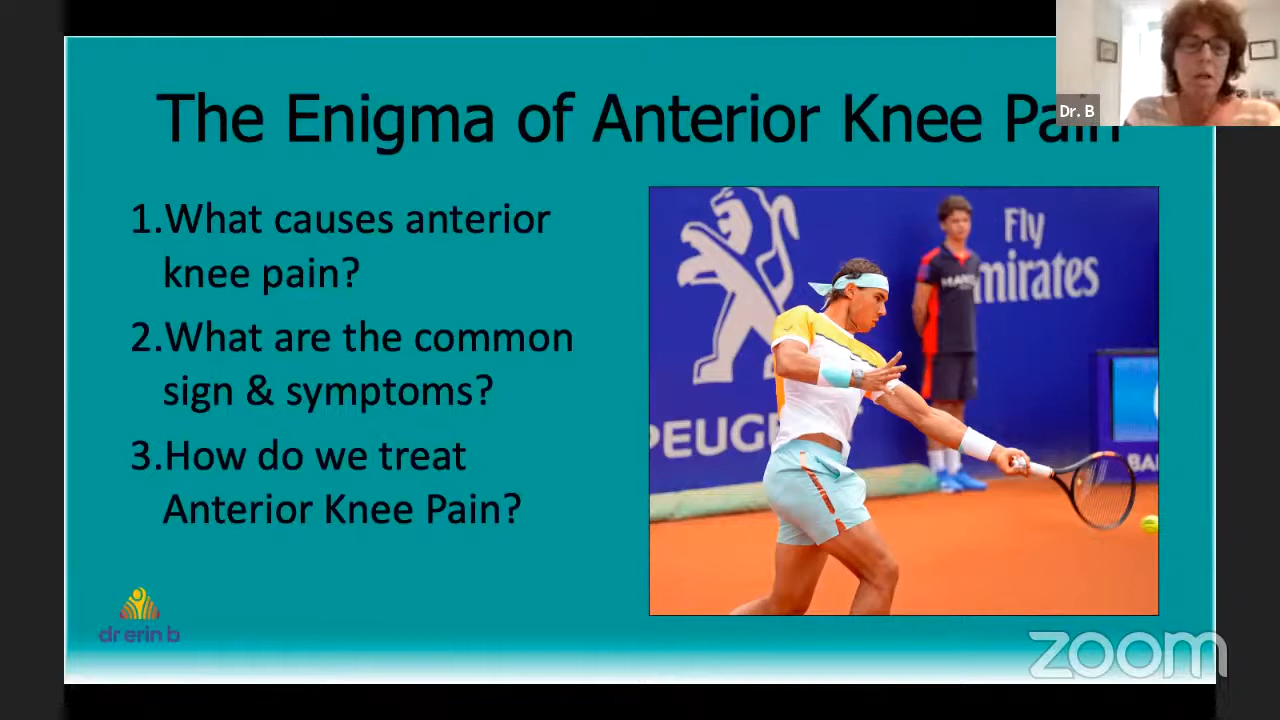 The Enigma of Anterior Knee Pain
Dr. B
1.What causes anterior
knee pain?
2.What are the common
sign & symptoms?
3.How do we treat
Anterior Knee Pain?
Fly
mirates
PEUG
BA
dr erin b
zoom